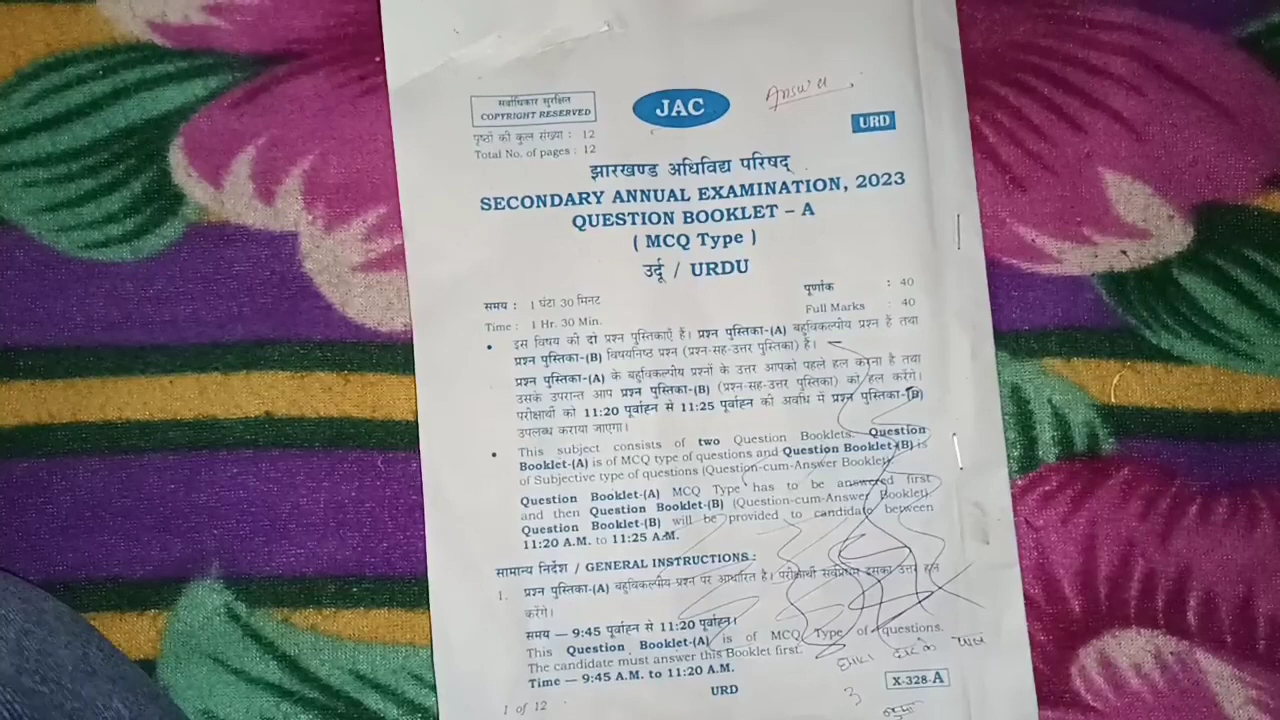 सर्वाधिकार सुरक्षित
COPYRIGHT RESERVED
JAC
URD
पृष्ठों की कुल संख्या : 12
Total No. of pages : 12
झारखण्ड अधिविद्य परिषद्
SECONDARY ANNUAL EXAMINATION, 2023
QUESTION BOOKLET – A
( MCQ Type )
उर्दू / URDU
समय : 1 घंटा 30 मिनट
पूर्णांक : 40
Time : 1 Hr. 30 Min.
Full Marks : 40
• इस विषय की दो प्रश्न पुस्तिकाएँ हैं। प्रश्न पुस्तिका-(A) बहुविकल्पीय प्रश्न हैं तथा
प्रश्न पुस्तिका-(B) विषयनिष्ठ प्रश्न (प्रश्न-सह-उत्तर पुस्तिका) है।
प्रश्न पुस्तिका-(A) के बहुविकल्पीय प्रश्नों के उत्तर आपको पहले हल करना है तथा
उसके उपरान्त आप प्रश्न पुस्तिका-(B) (प्रश्न-सह-उत्तर पुस्तिका) को हल करेंगे।
परीक्षार्थी को 11:20 पूर्वाह्न से 11:25 पूर्वाह्न की अवधि में प्रश्न पुस्तिका-(B)
उपलब्ध कराया जाएगा।
• This subject consists of two Question Booklets. Question
Booklet-(A) is of MCQ type of questions and Question Booklet-(B) is
of Subjective type of questions (Question-cum-Answer Booklet).
Question Booklet-(A) MCQ Type has to be answered first
and then Question Booklet-(B) (Question-cum-Answer Booklet).
Question Booklet-(B) will be provided to candidate between
11:20 A.M. to 11:25 A.M.
सामान्य निर्देश / GENERAL INSTRUCTIONS :
1. प्रश्न पुस्तिका-(A) बहुविकल्पीय प्रश्न पर आधारित है। परीक्षार्थी सर्वप्रथम इसका उत्तर हल
करेंगे।
समय — 9:45 पूर्वाह्न से 11:20 पूर्वाह्न।
This Question Booklet-(A) is of MCQ Type of questions.
The candidate must answer this Booklet first.
Time — 9:45 A.M. to 11:20 A.M.
3
X-328-A
URD
1 of 12